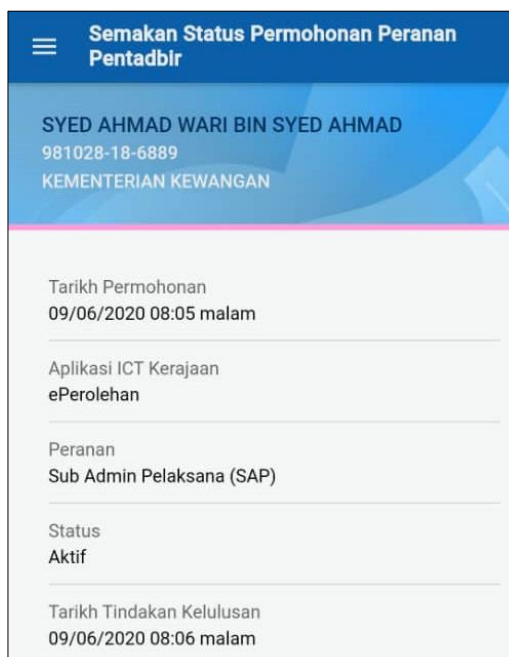 Semakan Status Permohonan Peranan
Pentadbir
SYED AHMAD WARI BIN SYED AHMAD
981028-18-6889
KEMENTERIAN KEWANGAN
Tarikh Permohonan
09/06/2020 08:05 malam
Aplikasi ICT Kerajaan
ePerolehan
Peranan
Sub Admin Pelaksana (SAP)
Status
Aktif
Tarikh Tindakan Kelulusan
09/06/2020 08:06 malam